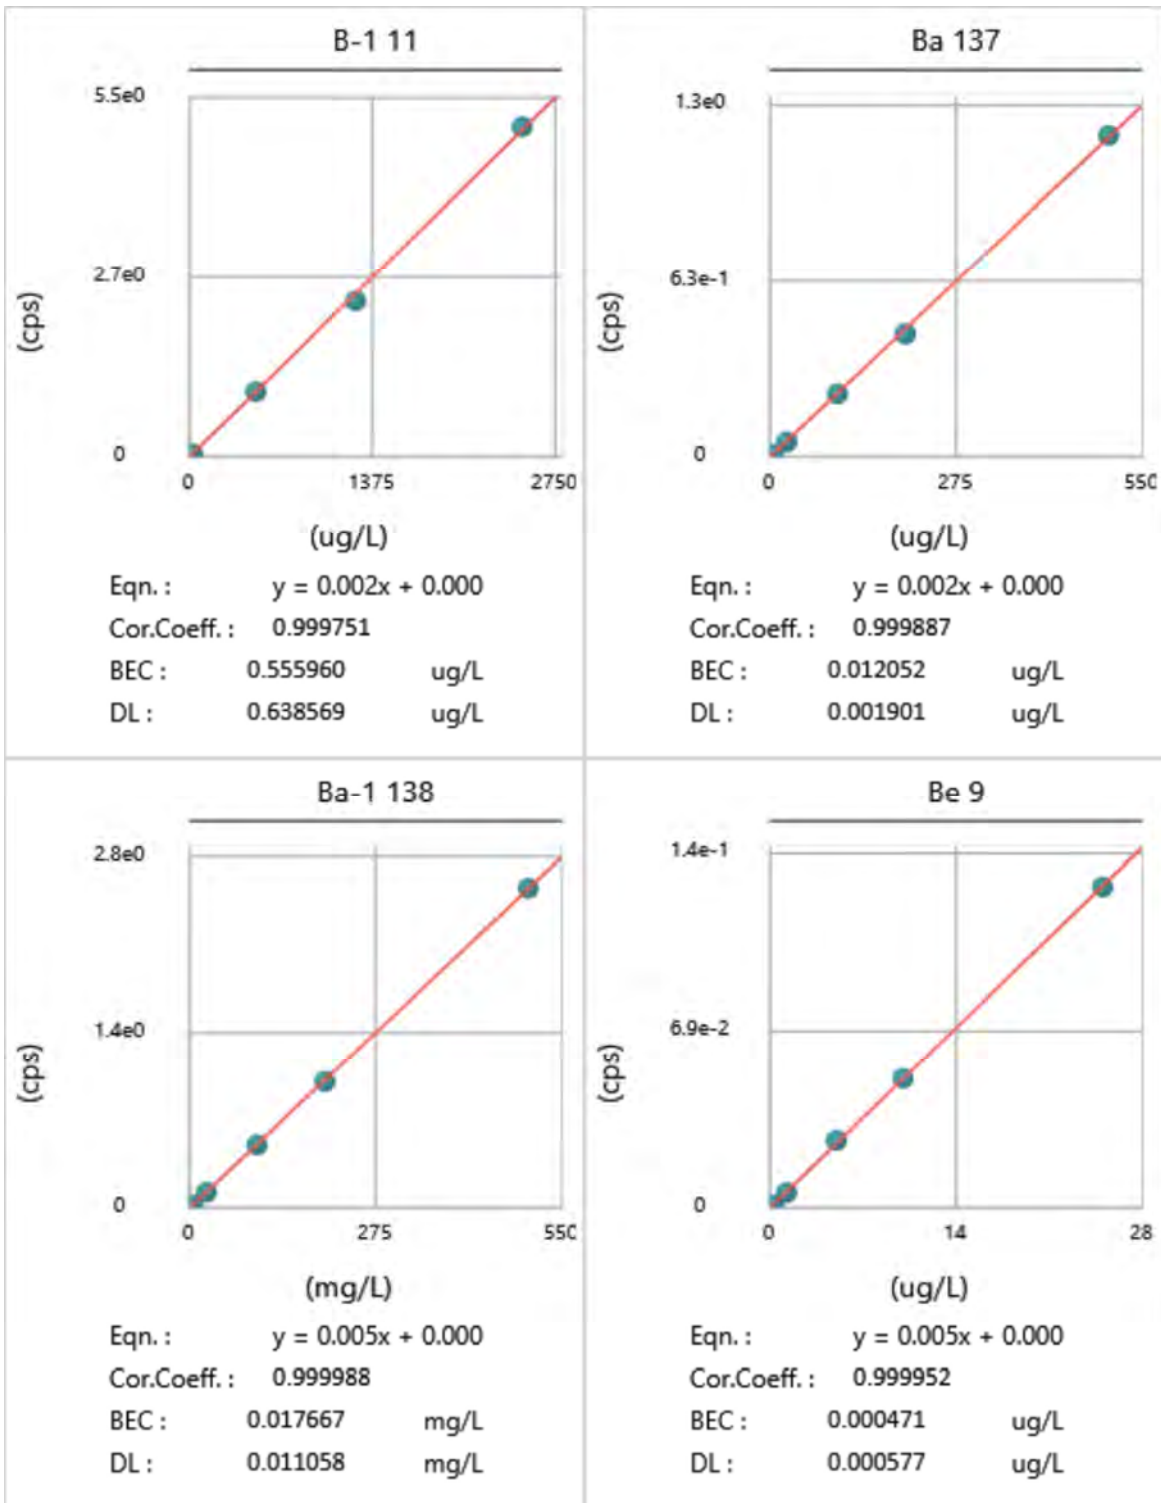 B-1 11
5.5e0
2.7e0
0
(cps)
0 1375 2750
(ug/L)
Eqn. : y = 0.002x + 0.000
Cor.Coeff. : 0.999751
BEC : 0.555960 ug/L
DL : 0.638569 ug/L
Ba 137
1.3e0
6.3e-1
0
(cps)
0 275 550
(ug/L)
Eqn. : y = 0.002x + 0.000
Cor.Coeff. : 0.999887
BEC : 0.012052 ug/L
DL : 0.001901 ug/L
Ba-1 138
2.8e0
1.4e0
0
(cps)
0 275 550
(mg/L)
Eqn. : y = 0.005x + 0.000
Cor.Coeff. : 0.999988
BEC : 0.017667 mg/L
DL : 0.011058 mg/L
Be 9
1.4e-1
6.9e-2
0
(cps)
0 14 28
(ug/L)
Eqn. : y = 0.005x + 0.000
Cor.Coeff. : 0.999952
BEC : 0.000471 ug/L
DL : 0.000577 ug/L